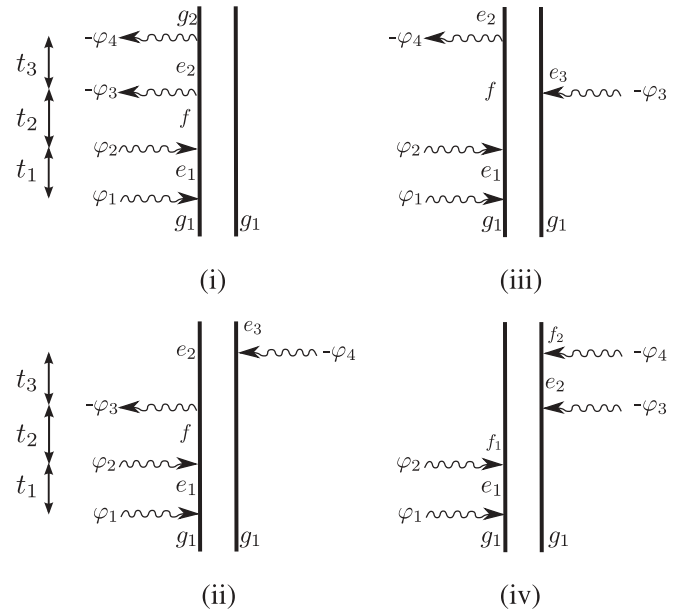 g₂ e₂
-φ₄ -φ₄
t₃ e₂ e₃
-φ₃ -φ₃
t₂ f f
φ₂ φ₂
t₁ e₁ e₁
φ₁ φ₁
g₁ g₁ g₁ g₁
(i) (iii)
e₃ f₂
e₂ -φ₄ -φ₄
t₃ e₂
-φ₃ -φ₃
t₂ f f₁
φ₂ φ₂
t₁ e₁ e₁
φ₁ φ₁
g₁ g₁ g₁ g₁
(ii) (iv)